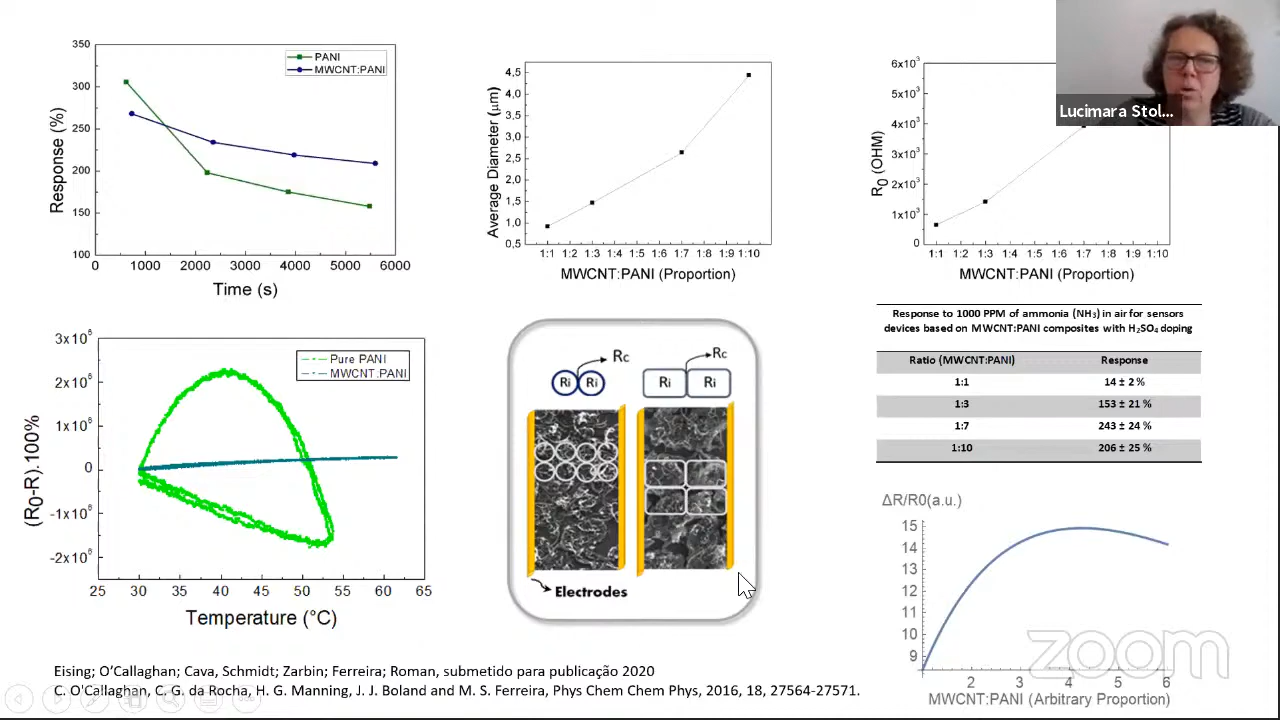 350
300
250
200
150
100
0
1000
2000
3000
4000
5000
6000
Response (%)
Time (s)
PANI
MWCNT:PANI
4,5
4,0
3,5
3,0
2,5
2,0
1,5
1,0
0,5
1:1 1:2 1:3 1:4 1:5 1:6 1:7 1:8 1:9 1:10
Average Diameter (μm)
MWCNT:PANI (Proportion)
6x10³
5x10³
4x10³
3x10³
2x10³
1x10³
0
1:1 1:2 1:3 1:4 1:5 1:6 1:7 1:8 1:9 1:10
R₀ (OHM)
MWCNT:PANI (Proportion)
Lucimara Stol...
3x10⁶
2x10⁶
1x10⁶
0
-1x10⁶
-2x10⁶
25 30 35 40 45 50 55 60 65
(R₀-R).100%
Temperature (°C)
Pure PANI
MWCNT:PANI
Rc
Ri Ri
Rc
Ri Ri
Electrodes
Response to 1000 PPM of ammonia (NH₃) in air for sensors
devices based on MWCNT:PANI composites with H₂SO₄ doping
Ratio (MWCNT:PANI) Response
1:1 14 ± 2 %
1:3 153 ± 21 %
1:7 243 ± 24 %
1:10 206 ± 25 %
ΔR/R0(a.u.)
15
14
13
12
11
10
9
2 3 4 5 6
MWCNT:PANI (Arbitrary Proportion)
zoom
Eising; O'Callaghan; Cava, Schmidt; Zarbin; Ferreira; Roman, submetido para publicação 2020
C. O'Callaghan, C. G. da Rocha, H. G. Manning, J. J. Boland and M. S. Ferreira, Phys Chem Chem Phys, 2016, 18, 27564-27571.